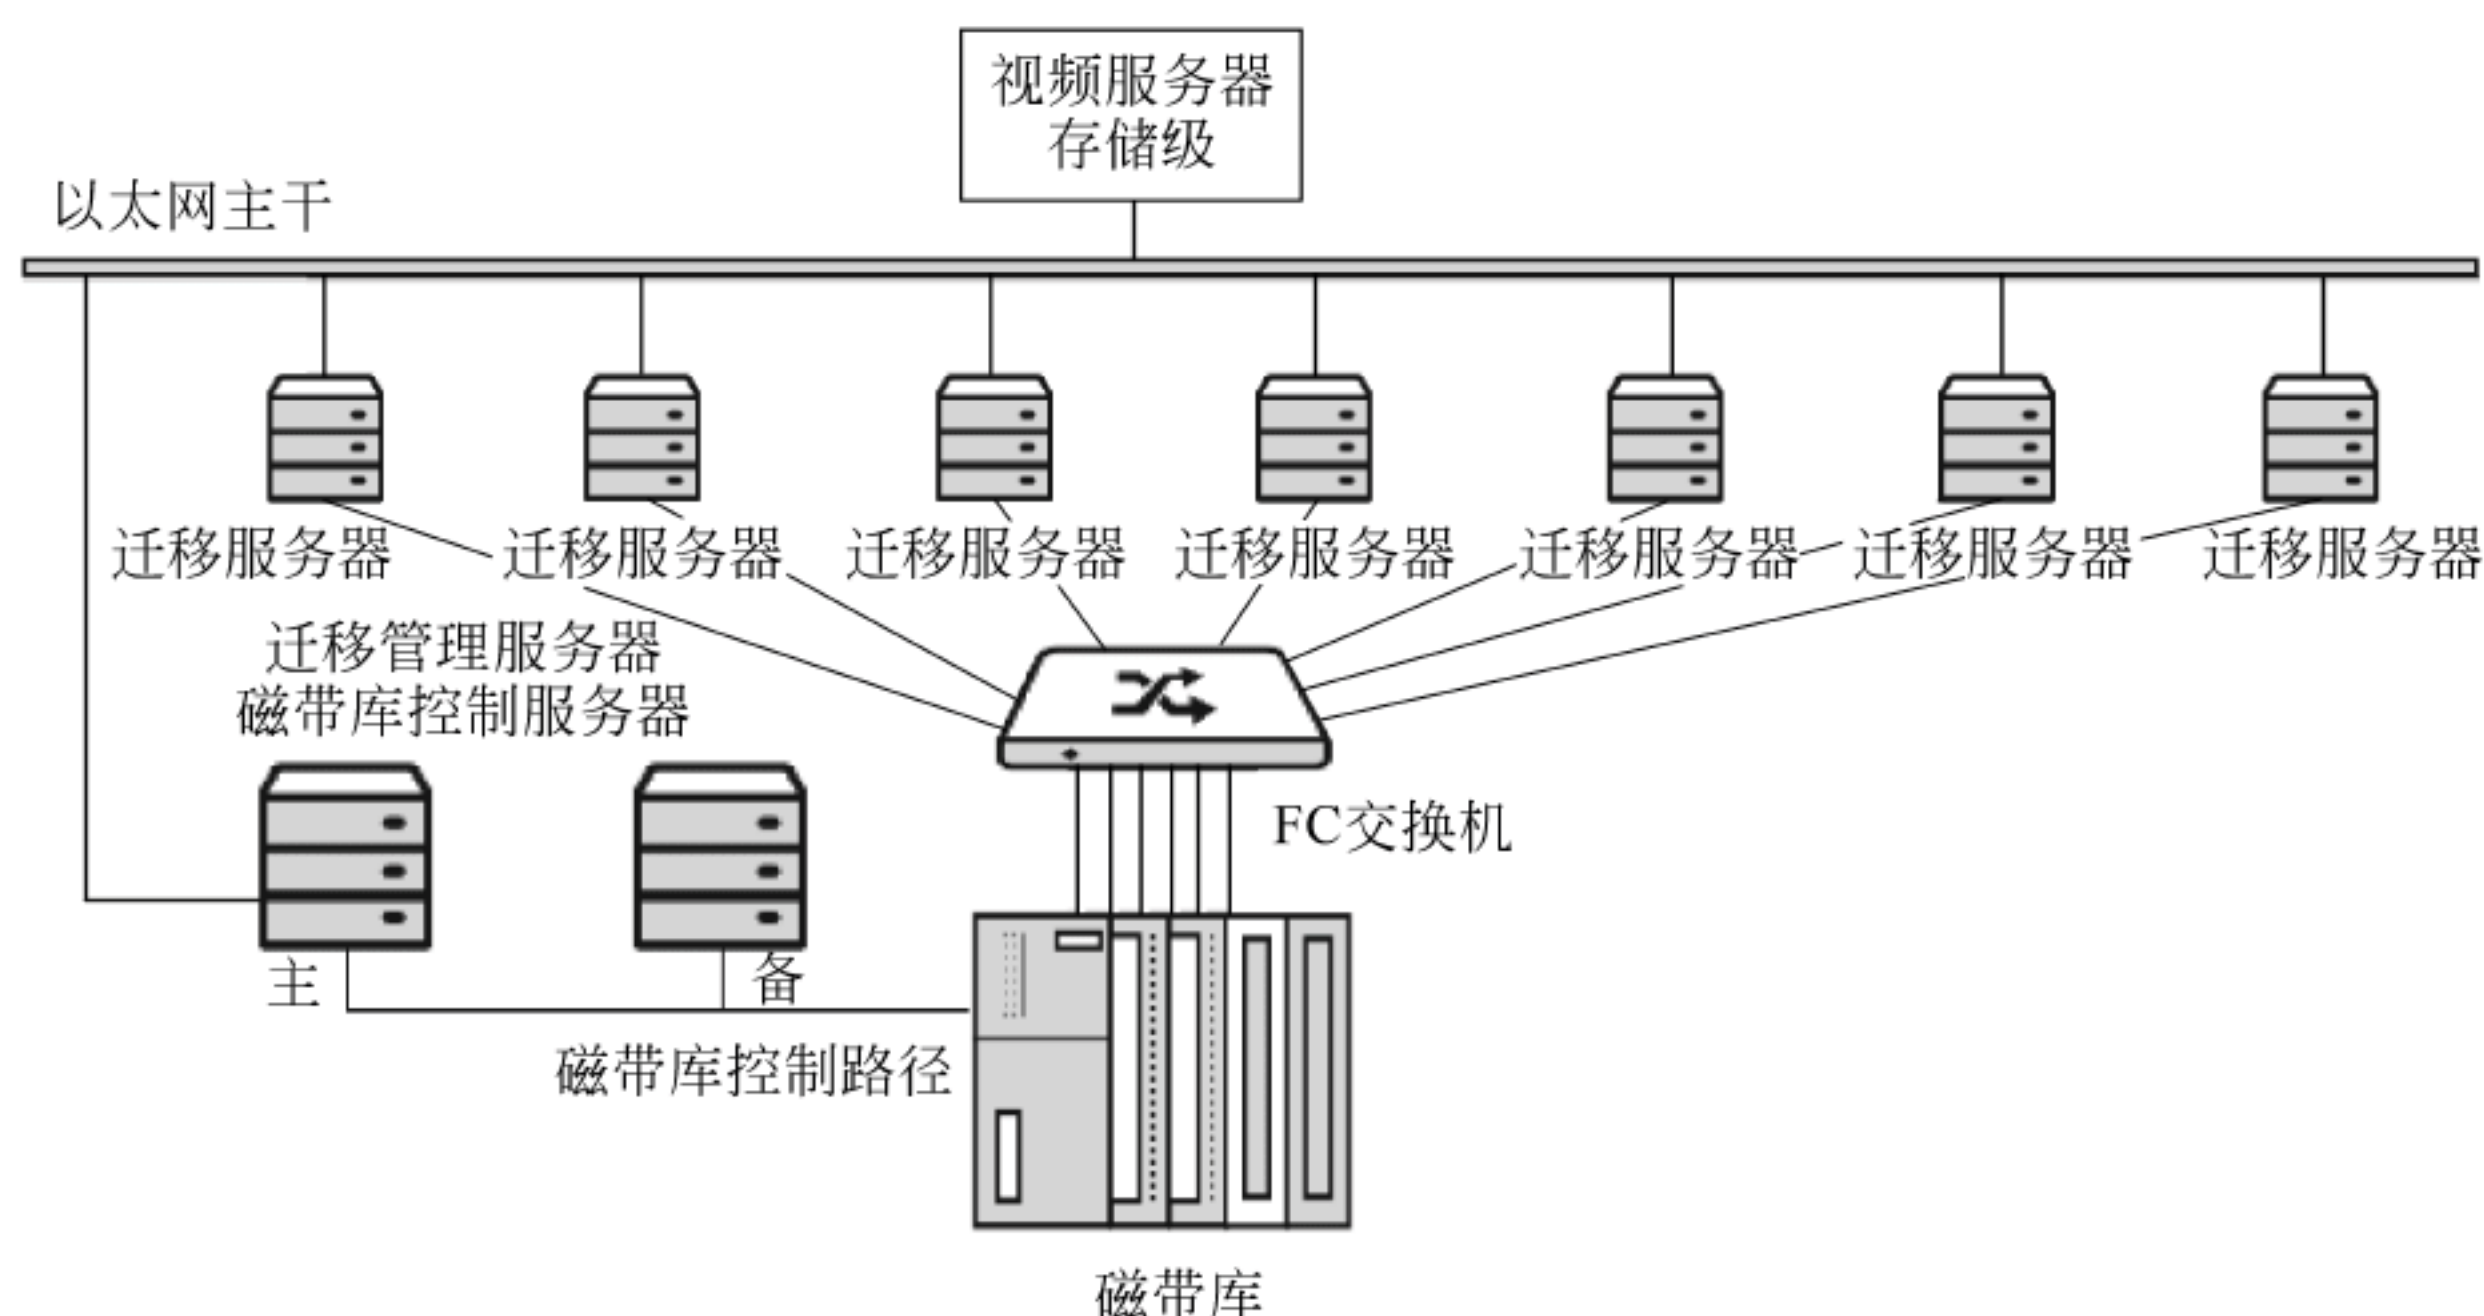 视频服务器
存储级
以太网主干
迁移服务器
迁移服务器
迁移服务器
迁移服务器
迁移服务器
迁移服务器
迁移服务器
迁移管理服务器
磁带库控制服务器
FC交换机
主
备
磁带库控制路径
磁带库